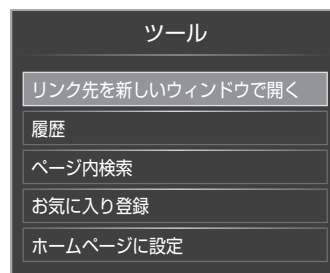 ツール
リンク先を新しいウィンドウで開く
履歴
ページ内検索
お気に入り登録
ホームページに設定